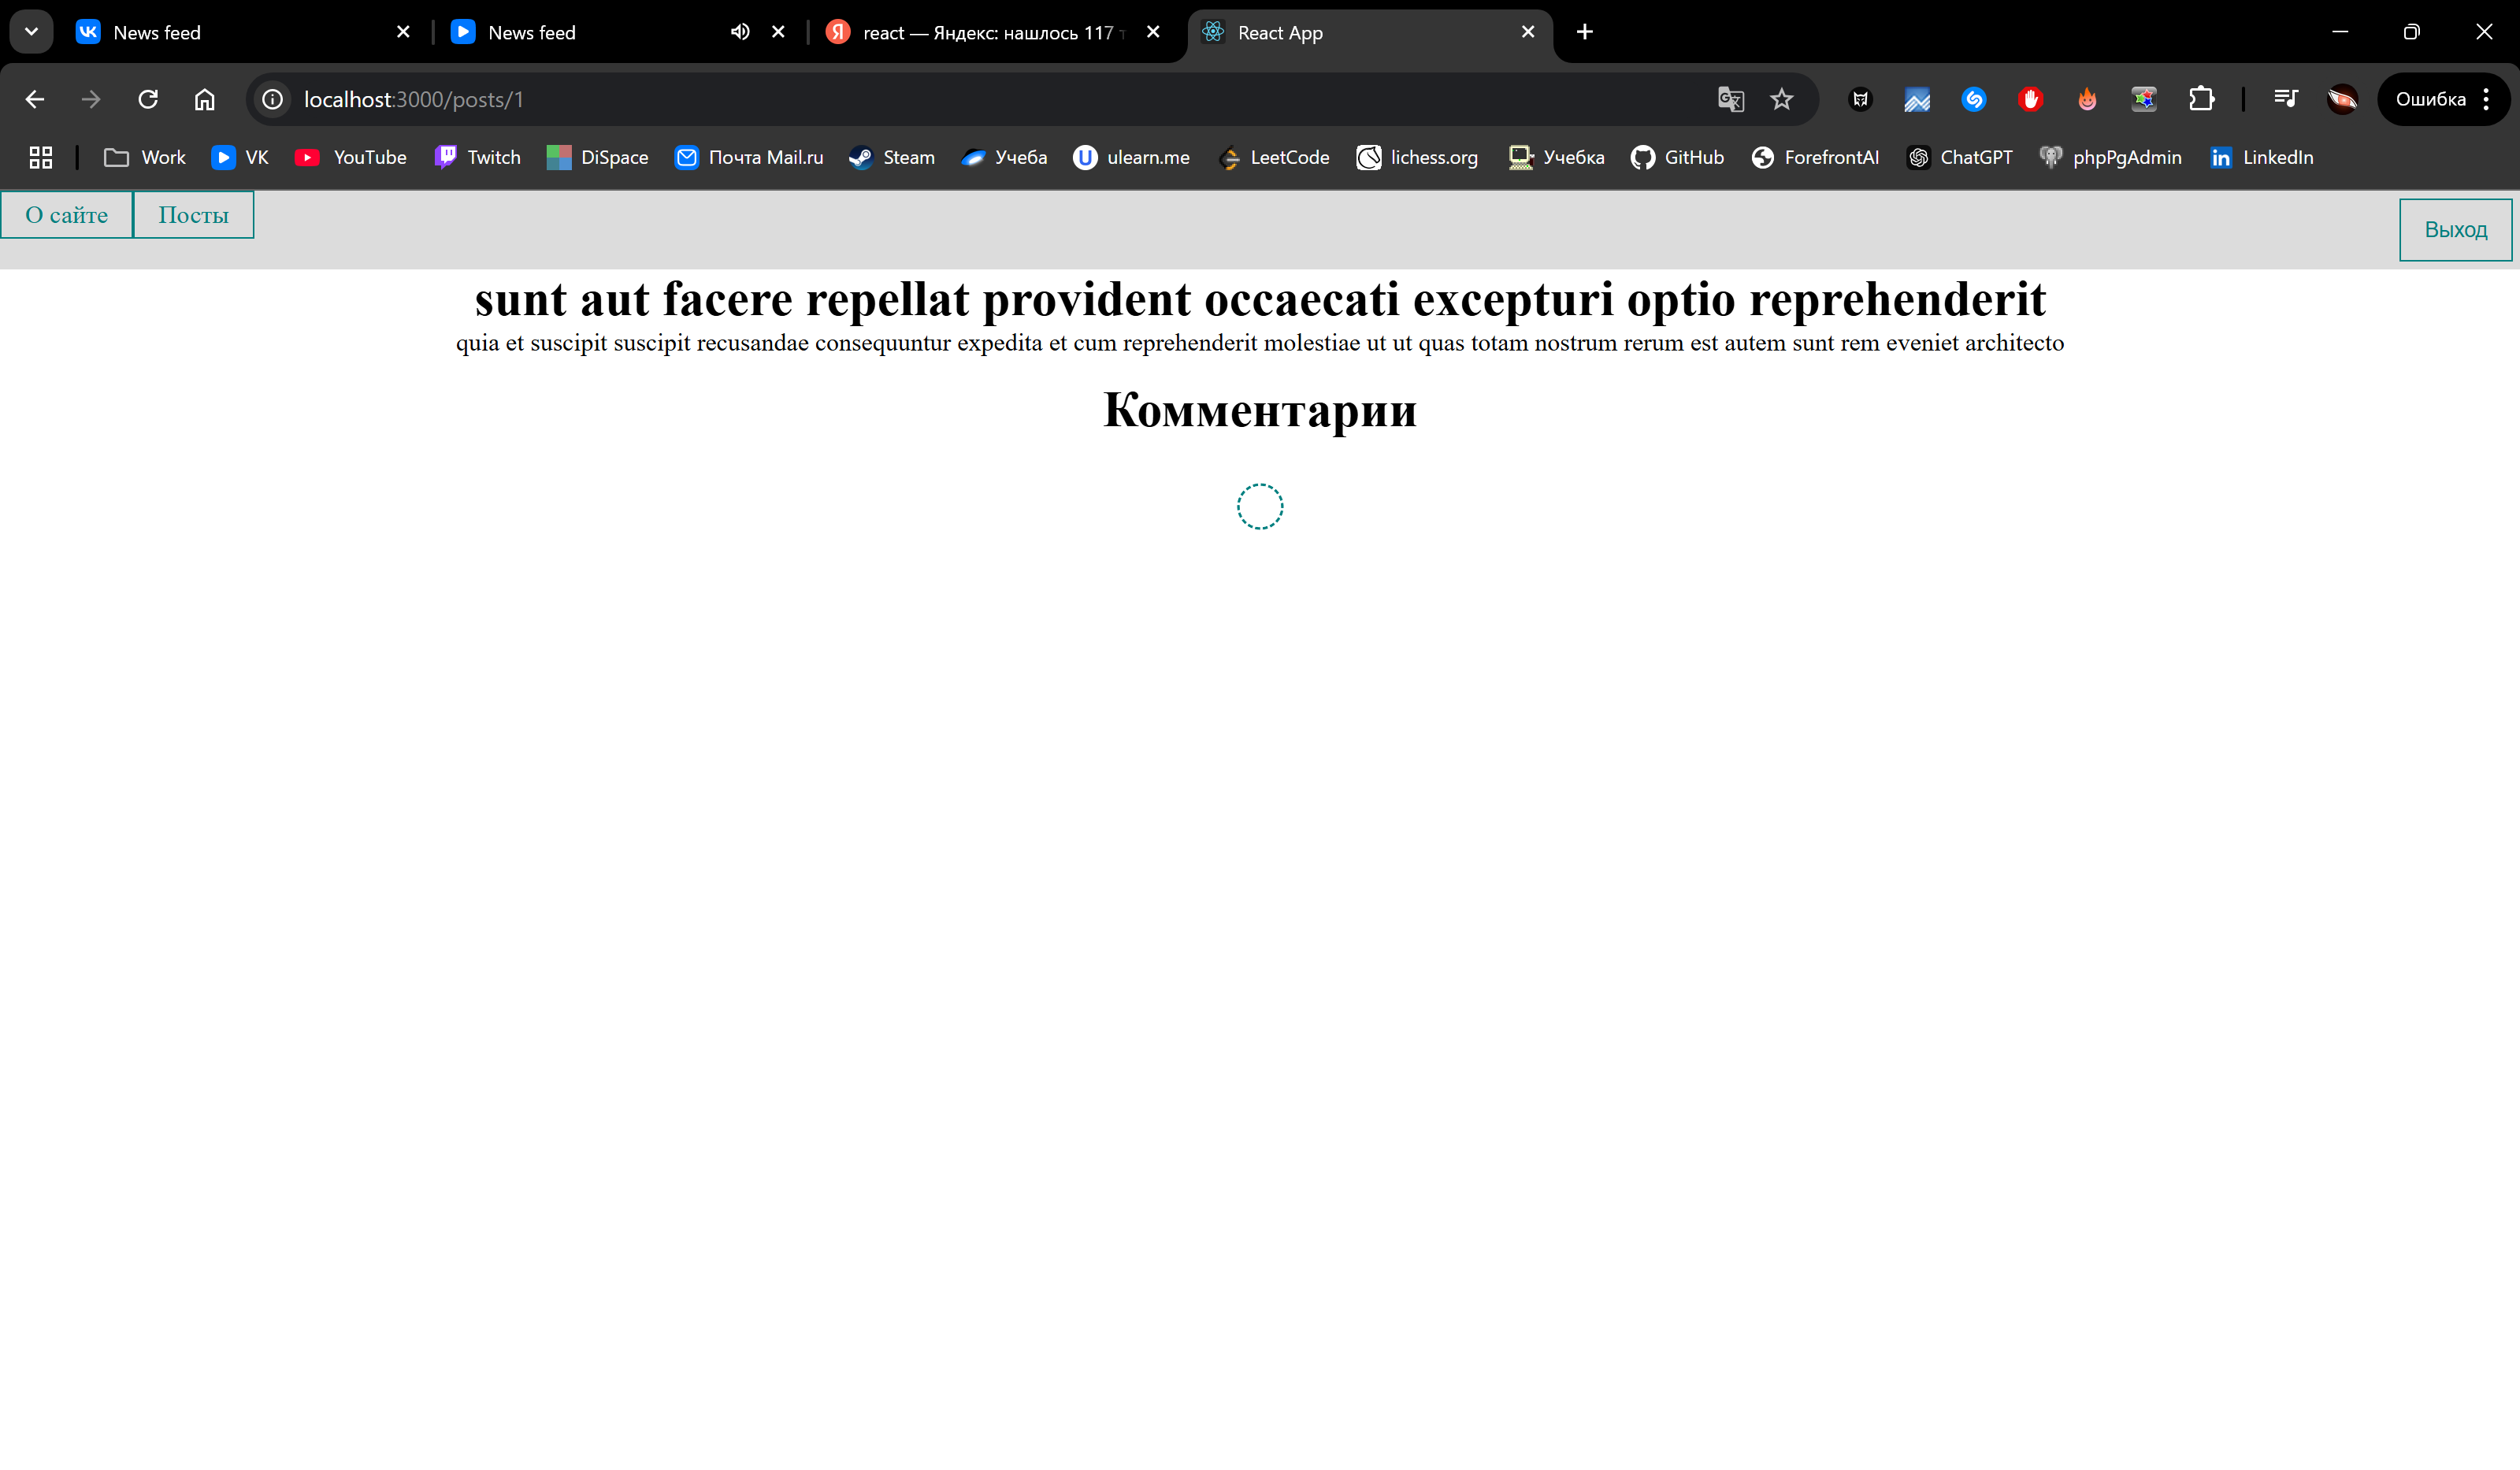 News feed
News feed
react — Яндекс: нашлось 117 т
React App
localhost:3000/posts/1
Ошибка
Work
VK
YouTube
Twitch
DiSpace
Почта Mail.ru
Steam
Учеба
ulearn.me
LeetCode
lichess.org
Учебка
GitHub
ForefrontAI
ChatGPT
phpPgAdmin
LinkedIn
О сайте
Посты
Выход
sunt aut facere repellat provident occaecati excepturi optio reprehenderit
quia et suscipit suscipit recusandae consequuntur expedita et cum reprehenderit molestiae ut ut quas totam nostrum rerum est autem sunt rem eveniet architecto
Комментарии